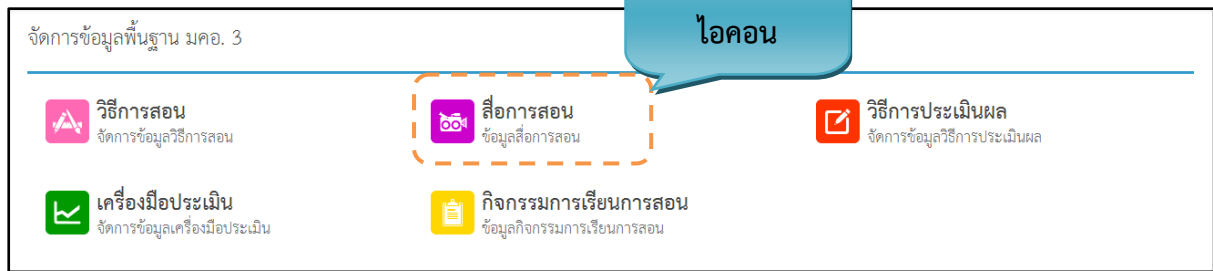 ไอคอน
จัดการข้อมูลพื้นฐาน มคอ. 3
วิธีการสอน
จัดการข้อมูลวิธีการสอน
สื่อการสอน
ข้อมูลสื่อการสอน
วิธีการประเมินผล
จัดการข้อมูลวิธีการประเมินผล
เครื่องมือประเมิน
จัดการข้อมูลเครื่องมือประเมิน
กิจกรรมการเรียนการสอน
ข้อมูลกิจกรรมการเรียนการสอน